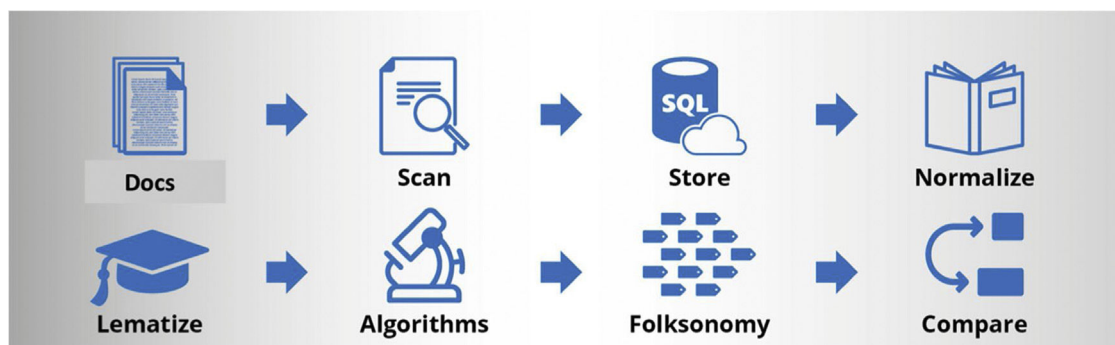 Docs
Scan
SQL
Store
Normalize
Lematize
Algorithms
Folksonomy
Compare